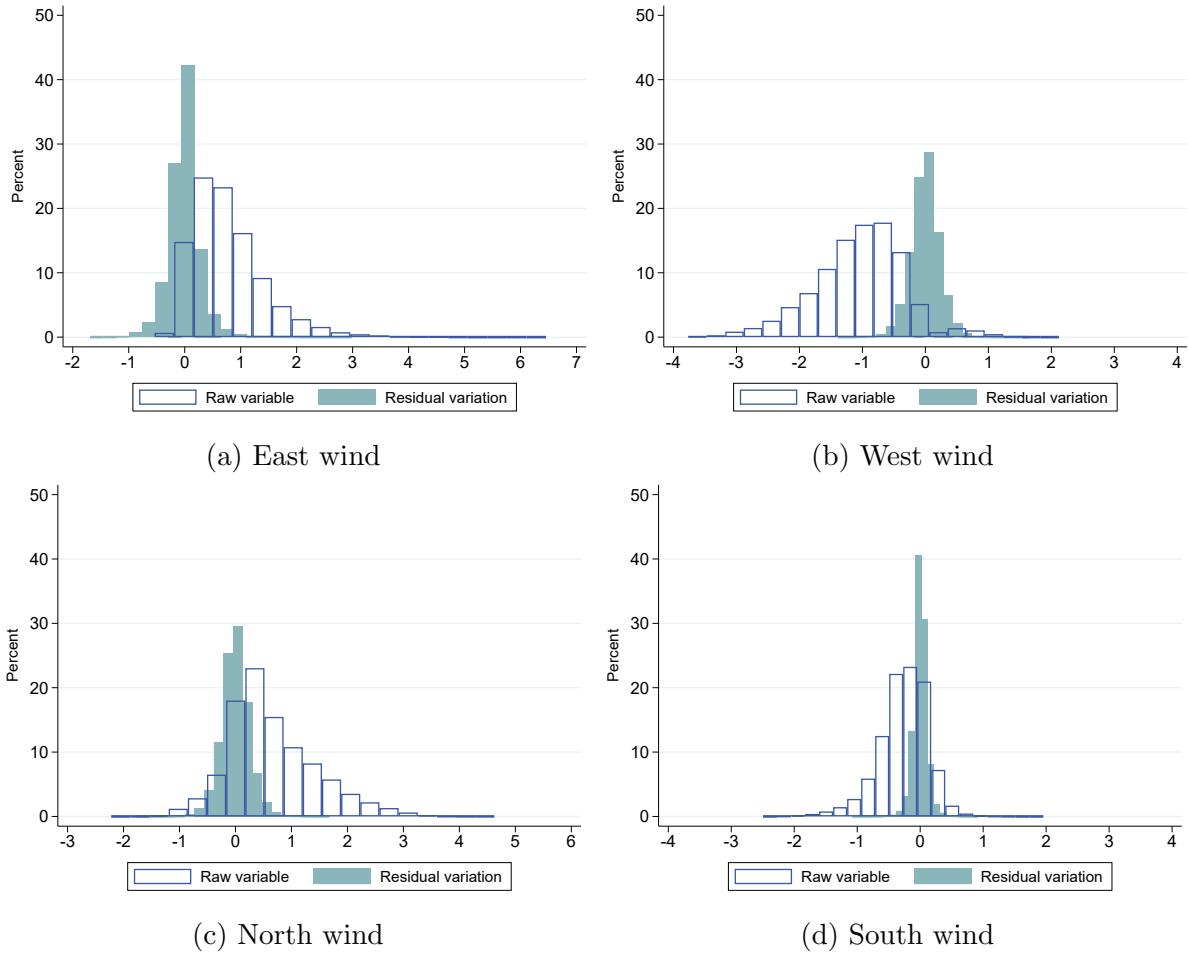 50
40
30
20
10
0
Percent
-2 -1 0 1 2 3 4 5 6 7
Raw variable Residual variation
(a) East wind
50
40
30
20
10
0
Percent
-4 -3 -2 -1 0 1 2 3 4
Raw variable Residual variation
(b) West wind
50
40
30
20
10
0
Percent
-3 -2 -1 0 1 2 3 4 5 6
Raw variable Residual variation
(c) North wind
50
40
30
20
10
0
Percent
-4 -3 -2 -1 0 1 2 3 4
Raw variable Residual variation
(d) South wind